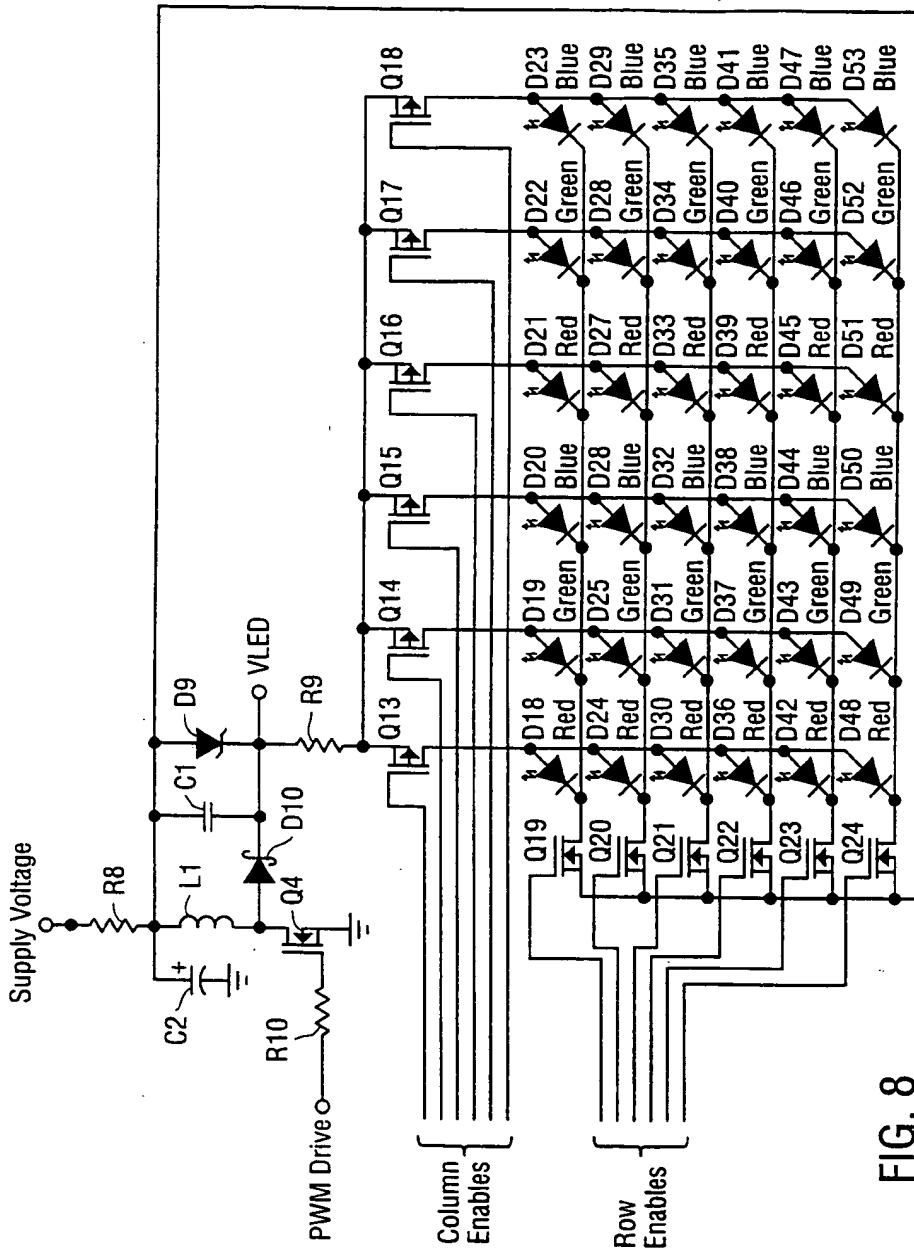 Supply Voltage
R8
C2
+
L1
C1
D9
D10
VLED
Q4
R10
PWM Drive
R9
Q13
Q14
Q15
Q16
Q17
Q18
Column
Enables
D18 D19 D20 D21 D22 D23
Red Green Blue Red Green Blue
Q19
D24 D25 D28 D27 D28 D29
Red Green Blue Red Green Blue
Q20
D30 D31 D32 D33 D34 D35
Red Green Blue Red Green Blue
Q21
D36 D37 D38 D39 D40 D41
Red Green Blue Red Green Blue
Q22
D42 D43 D44 D45 D46 D47
Red Green Blue Red Green Blue
Q23
D48 D49 D50 D51 D52 D53
Red Green Blue Red Green Blue
Q24
Row
Enables
FIG. 8